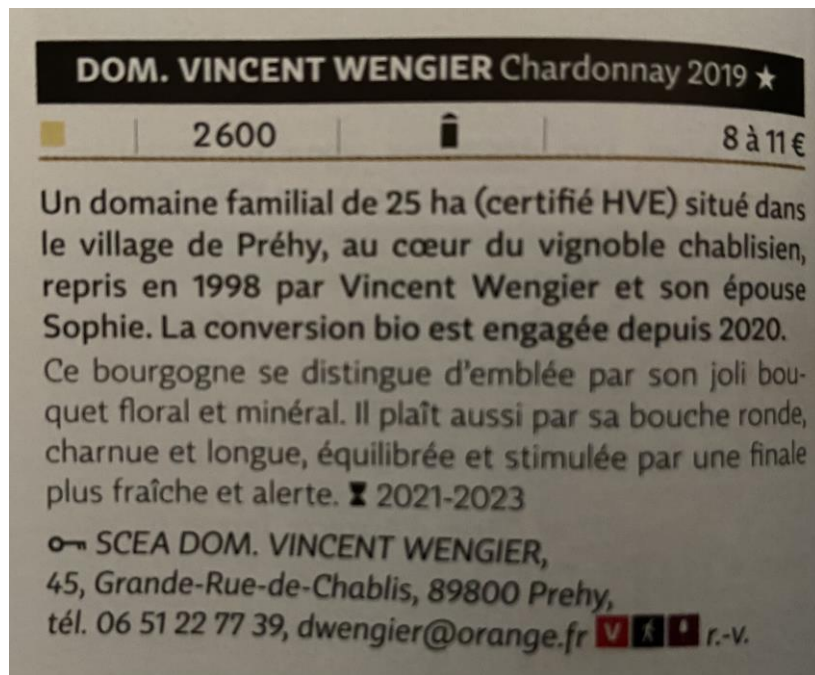 DOM. VINCENT WENGIER Chardonnay 2019 ★
2600 8 à 11 €
Un domaine familial de 25 ha (certifié HVE) situé dans
le village de Préhy, au cœur du vignoble chablisien,
repris en 1998 par Vincent Wengier et son épouse
Sophie. La conversion bio est engagée depuis 2020.
Ce bourgogne se distingue d'emblée par son joli bou-
quet floral et minéral. Il plaît aussi par sa bouche ronde,
charnue et longue, équilibrée et stimulée par une finale
plus fraîche et alerte. 2021-2023
SCEA DOM. VINCENT WENGIER,
45, Grande-Rue-de-Chablis, 89800 Prehy,
tél. 06 51 22 77 39, dwengier@orange.fr V r.-v.